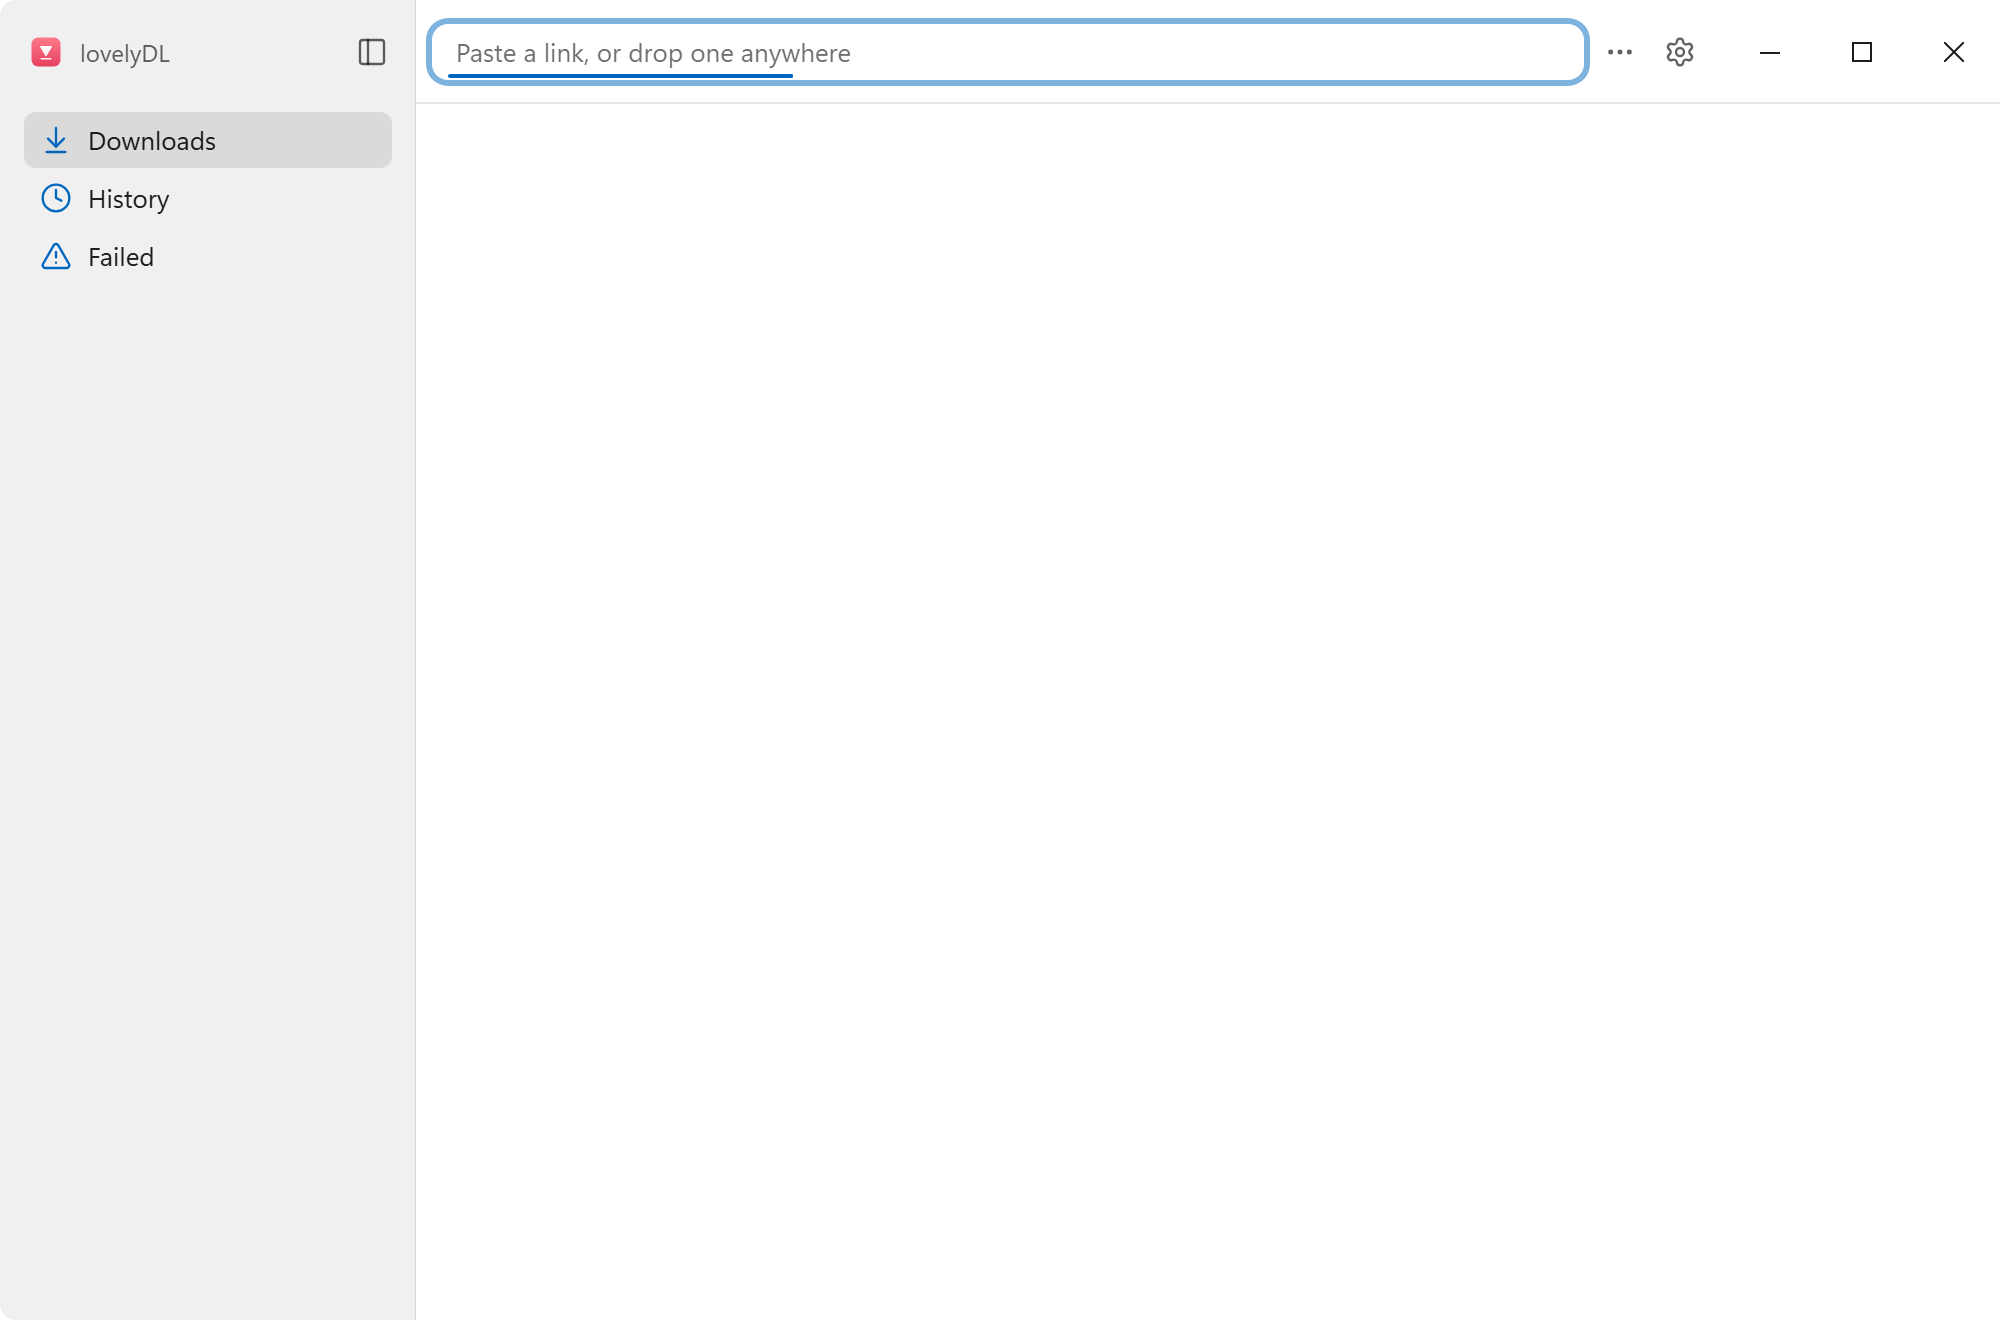 lovelyDL
Paste a link, or drop one anywhere
Downloads
History
Failed